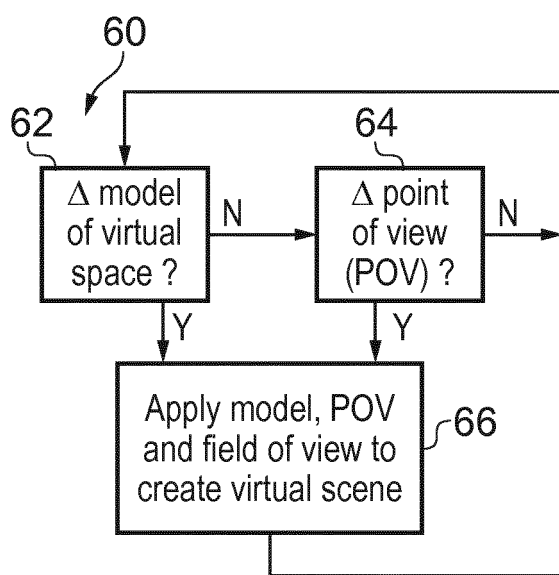 60
62
64
Δ model
of virtual
space ?
N
Δ point
of view
(POV) ?
N
Y
Y
Apply model, POV
and field of view to
create virtual scene
66